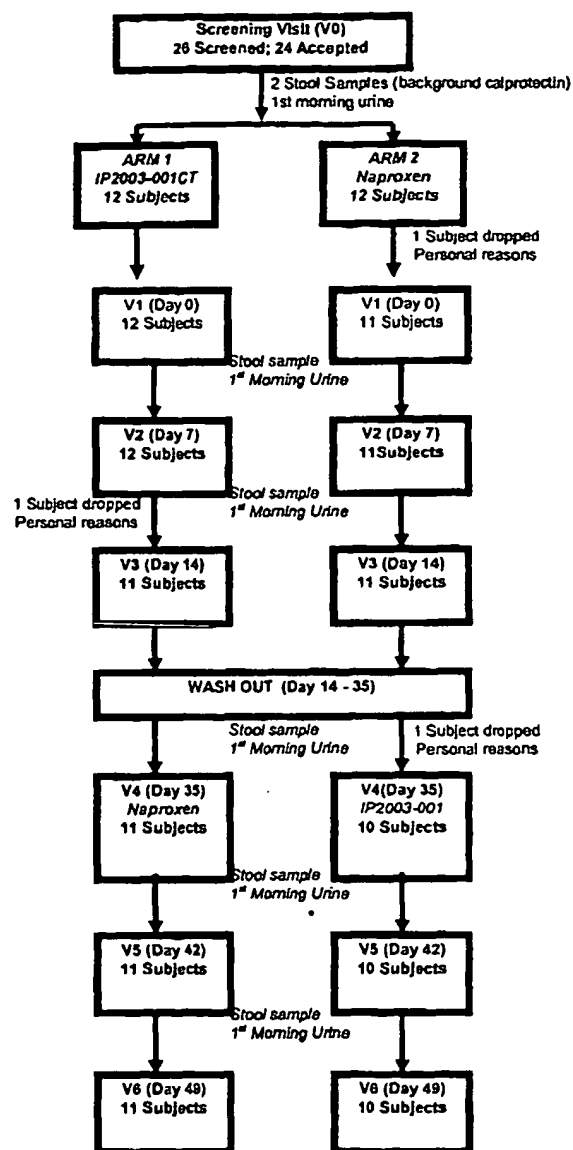 Screening Visit (V0)
26 Screened; 24 Accepted
2 Stool Samples (background calprotectin)
1st morning urine
ARM 1
IP2003-001CT
12 Subjects
ARM 2
Naproxen
12 Subjects
1 Subject dropped
Personal reasons
V1 (Day 0)
12 Subjects
V1 (Day 0)
11 Subjects
Stool sample
1st Morning Urine
V2 (Day 7)
12 Subjects
V2 (Day 7)
11Subjects
1 Subject dropped
Personal reasons
Stool sample
1st Morning Urine
V3 (Day 14)
11 Subjects
V3 (Day 14)
11 Subjects
WASH OUT (Day 14 - 35)
Stool sample
1st Morning Urine
1 Subject dropped
Personal reasons
V4 (Day 35)
Naproxen
11 Subjects
V4(Day 35)
IP2003-001
10 Subjects
Stool sample
1st Morning Urine
V5 (Day 42)
11 Subjects
V5 (Day 42)
10 Subjects
Stool sample
1st Morning Urine
V6 (Day 49)
11 Subjects
V6 (Day 49)
10 Subjects